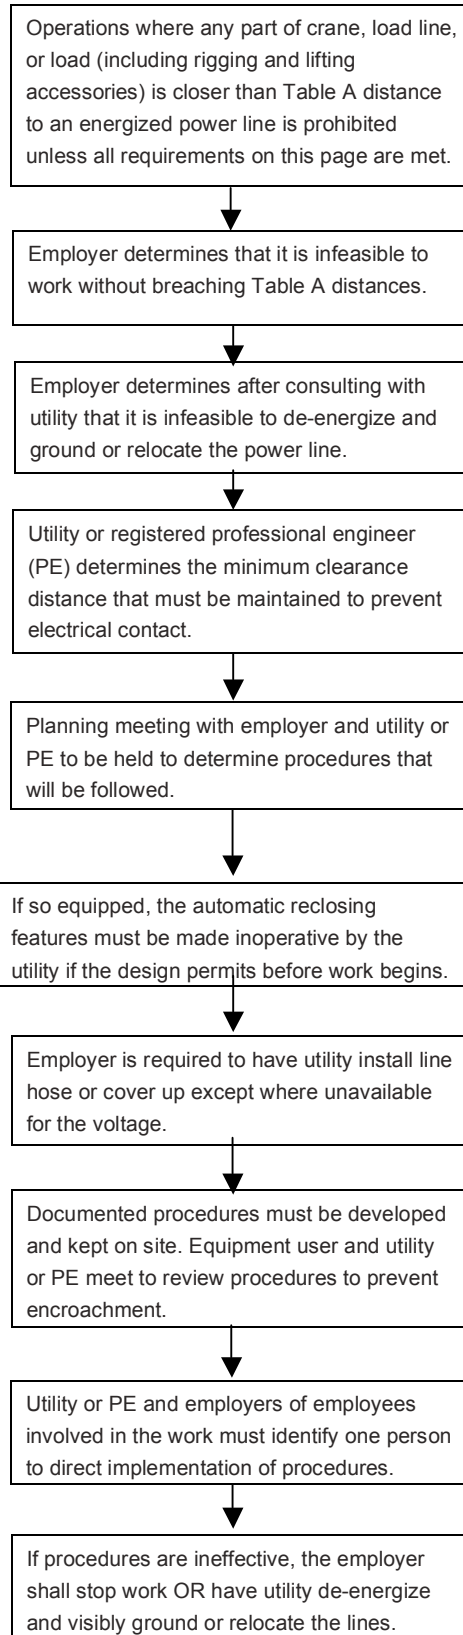 Operations where any part of crane, load line,
or load (including rigging and lifting
accessories) is closer than Table A distance
to an energized power line is prohibited
unless all requirements on this page are met.
Employer determines that it is infeasible to
work without breaching Table A distances.
Employer determines after consulting with
utility that it is infeasible to de-energize and
ground or relocate the power line.
Utility or registered professional engineer
(PE) determines the minimum clearance
distance that must be maintained to prevent
electrical contact.
Planning meeting with employer and utility or
PE to be held to determine procedures that
will be followed.
If so equipped, the automatic reclosing
features must be made inoperative by the
utility if the design permits before work begins.
Employer is required to have utility install line
hose or cover up except where unavailable
for the voltage.
Documented procedures must be developed
and kept on site. Equipment user and utility
or PE meet to review procedures to prevent
encroachment.
Utility or PE and employers of employees
involved in the work must identify one person
to direct implementation of procedures.
If procedures are ineffective, the employer
shall stop work OR have utility de-energize
and visibly ground or relocate the lines.